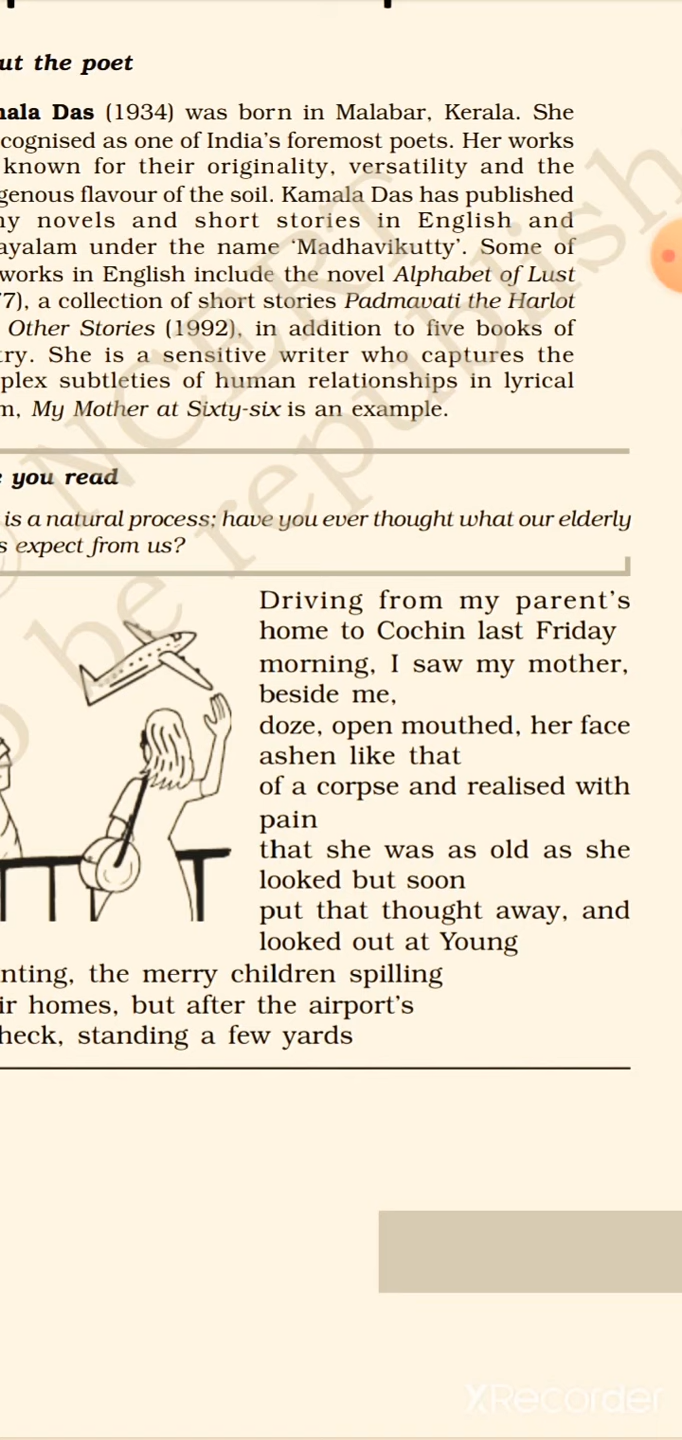 ut the poet
nala Das (1934) was born in Malabar, Kerala. She
cognised as one of India's foremost poets. Her works
known for their originality, versatility and the
genous flavour of the soil. Kamala Das has published
ny novels and short stories in English and
ayalam under the name 'Madhavikutty'. Some of
works in English include the novel Alphabet of Lust
7), a collection of short stories Padmavati the Harlot
Other Stories (1992), in addition to five books of
try. She is a sensitive writer who captures the
plex subtleties of human relationships in lyrical
m, My Mother at Sixty-six is an example.
e you read
is a natural process; have you ever thought what our elderly
s expect from us?
Driving from my parent's
home to Cochin last Friday
morning, I saw my mother,
beside me,
doze, open mouthed, her face
ashen like that
of a corpse and realised with
pain
that she was as old as she
looked but soon
put that thought away, and
looked out at Young
nting, the merry children spilling
ir homes, but after the airport's
heck, standing a few yards
© NCERT
o be republish
XRecorder